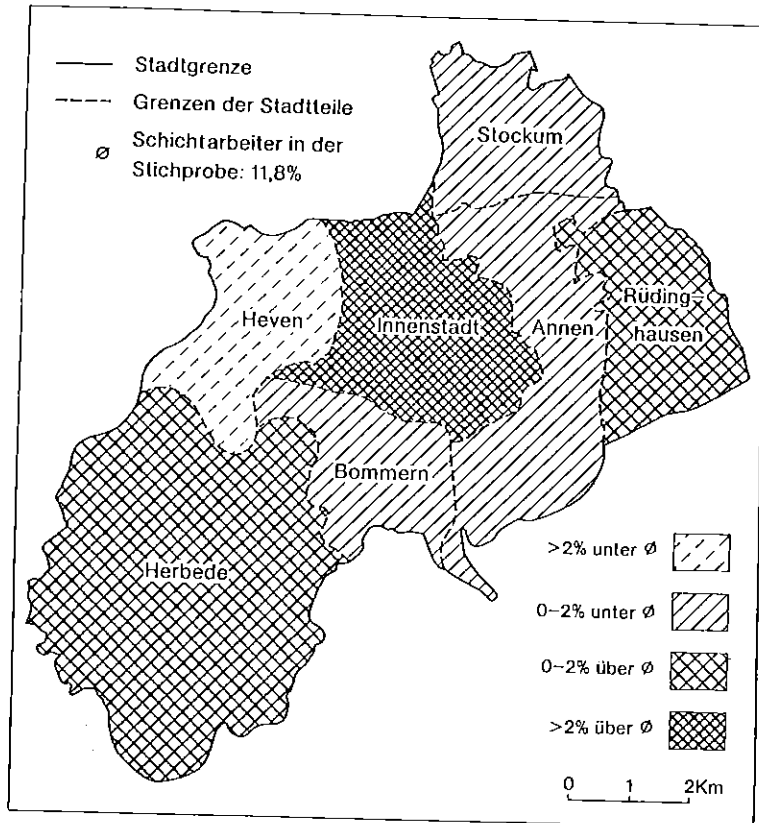 Stadtgrenze
Grenzen der Stadtteile
Ø Schichtarbeiter in der
Stichprobe: 11,8%
Stockum
Heven
Innenstadt
Annen
Rüding=
hausen
Bommern
Herbede
>2% unter Ø
0–2% unter Ø
0–2% über Ø
>2% über Ø
0 1 2Km